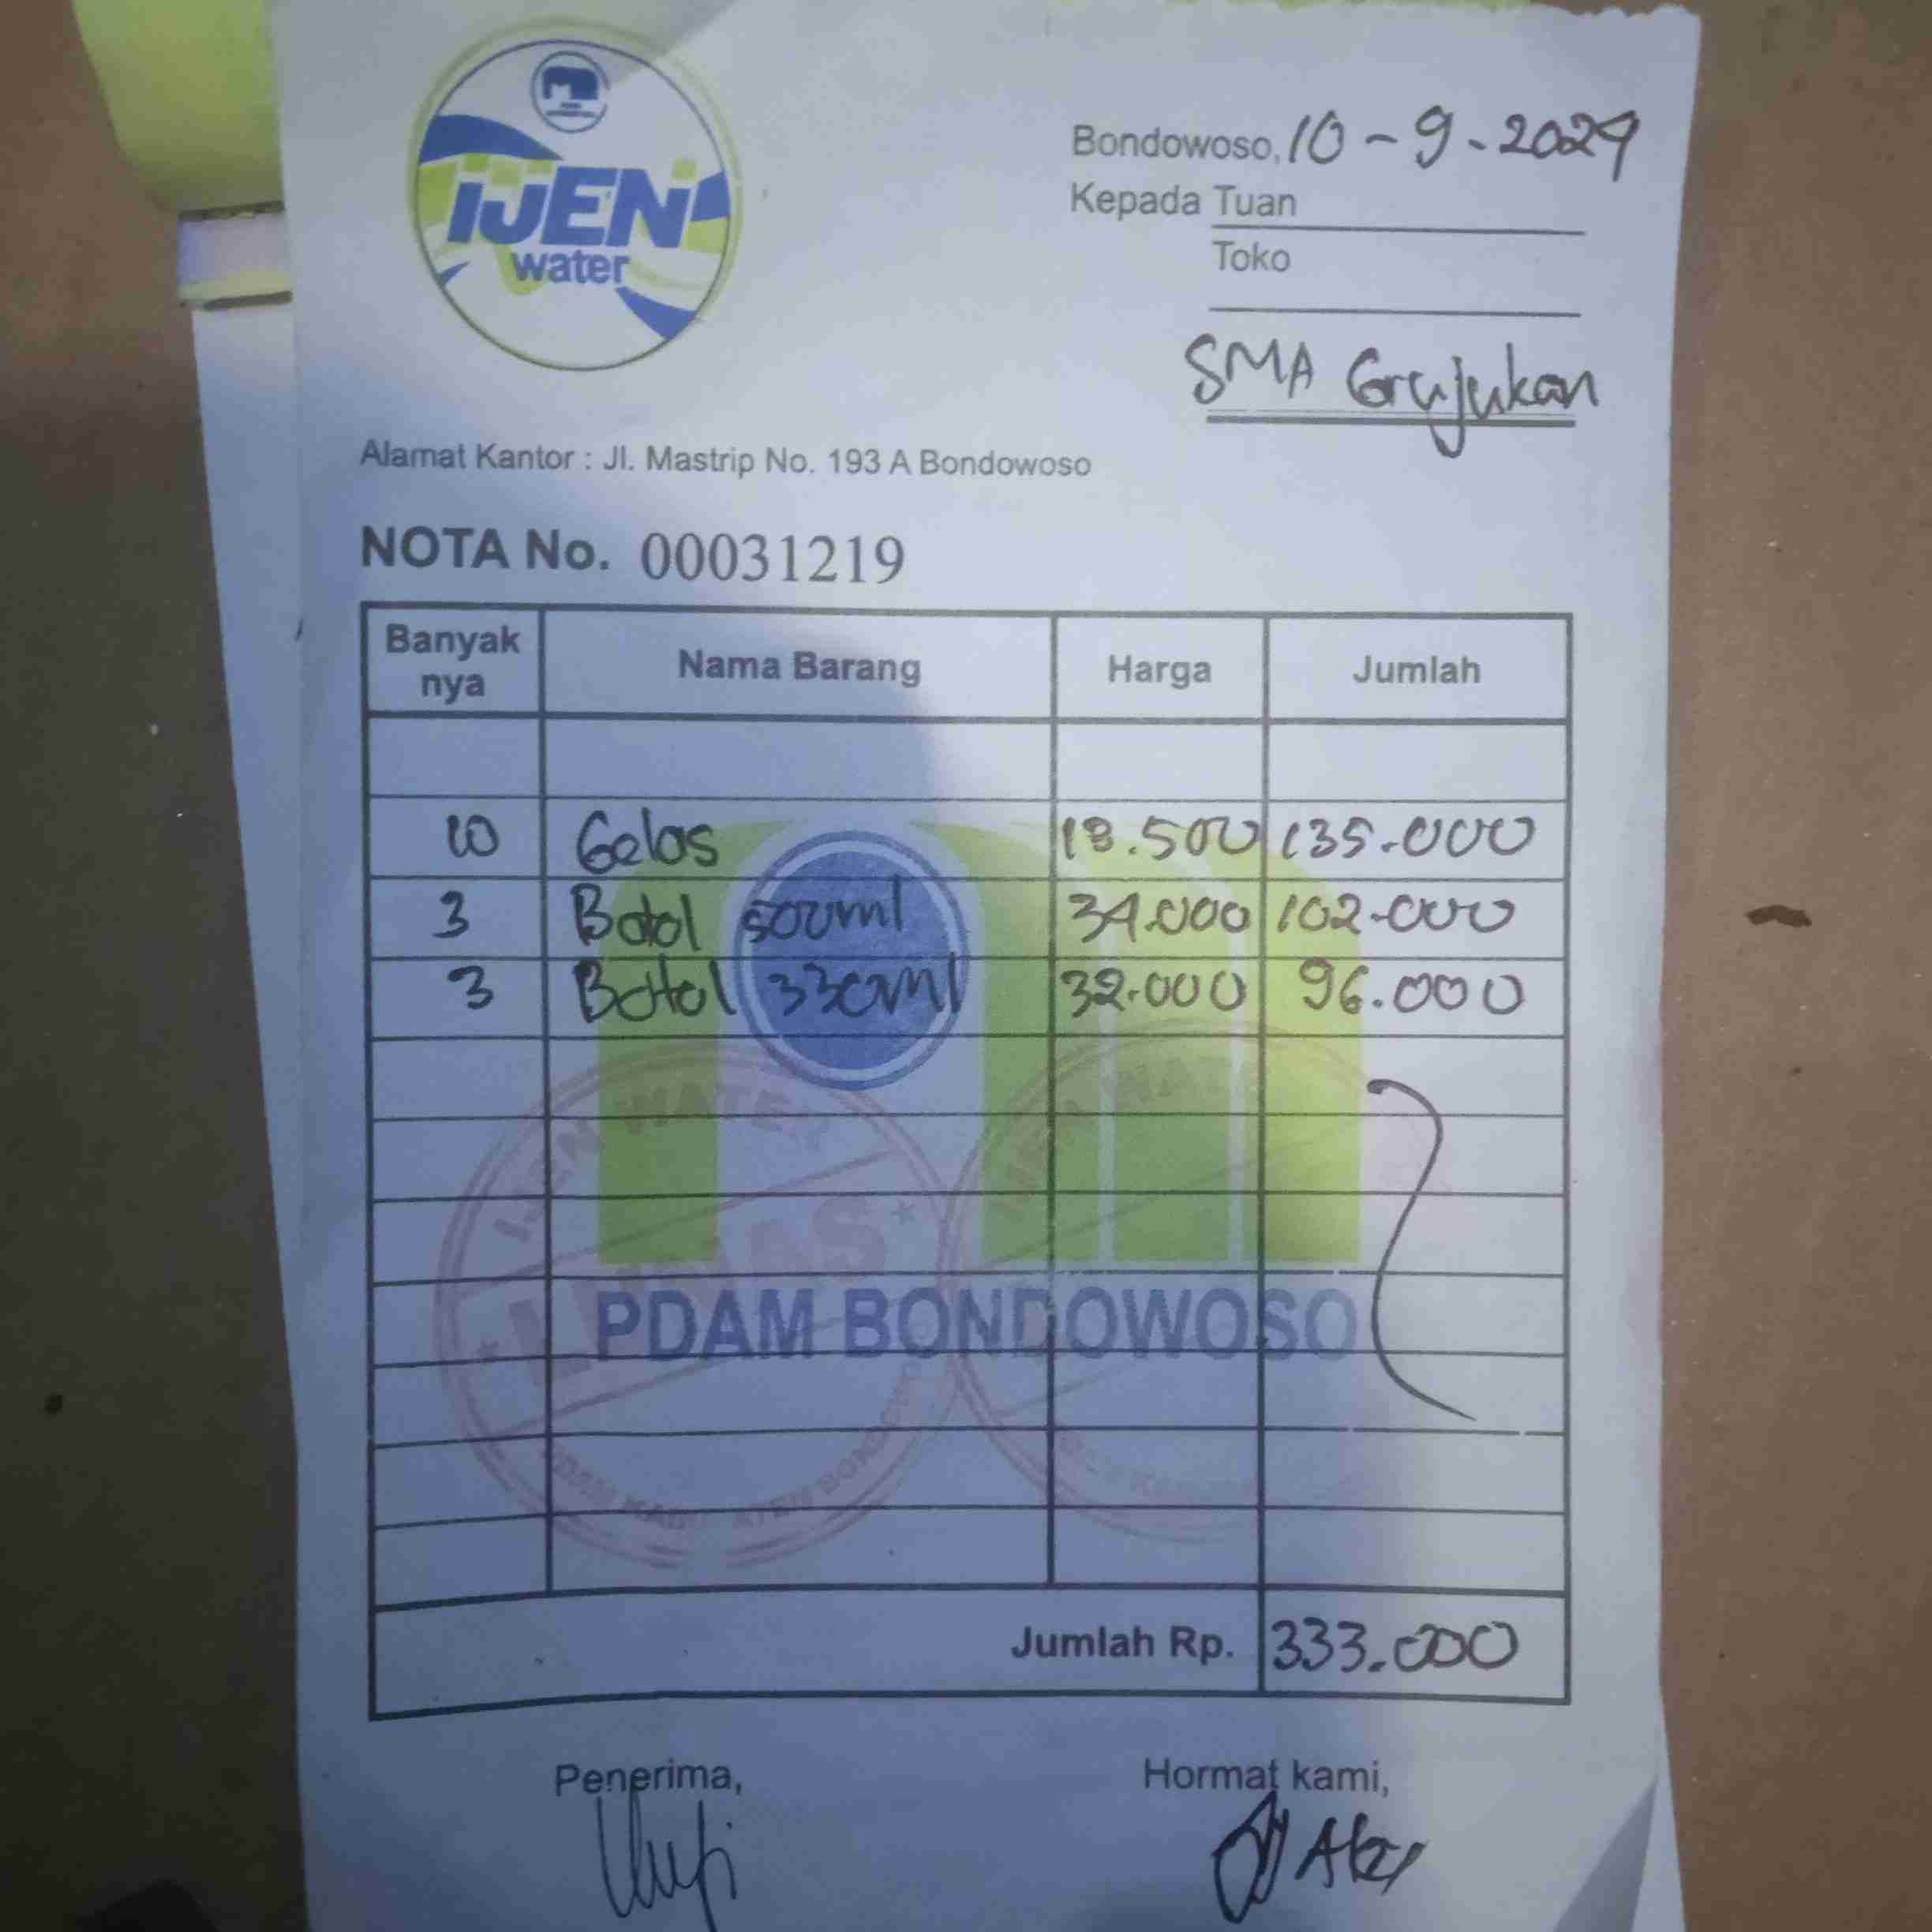 IJEN
water
Bondowoso, 10-9-2024
Kepada Tuan
Toko
SMA Grujukan
Alamat Kantor : Jl. Mastrip No. 193 A Bondowoso
NOTA No. 00031219
Banyak nya Nama Barang Harga Jumlah
10 Gelas 13.500 135.000
3 Botol 500ml 34.000 102.000
3 Botol 330ml 32.000 96.000
IJEN WATER
LUNAS
PDAM BONDOWOSO
PDAM KABUPATEN BONDOWOSO
Jumlah Rp. 333.000
Penerima, Hormat kami,